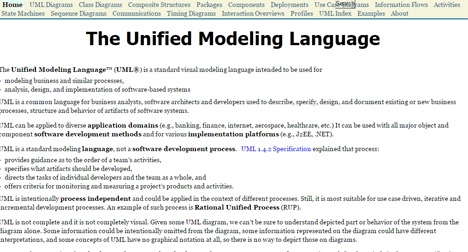 Home UML Diagrams Class Diagrams Composite Structures Packages Components Deployments Use Case Diagrams Information Flows Activities
State Machines Sequence Diagrams Communications Timing Diagrams Interaction Overviews Profiles UML Index Examples About
The Unified Modeling Language
The Unified Modeling Language™ (UML®) is a standard visual modeling language intended to be used for
modeling business and similar processes,
analysis, design, and implementation of software-based systems
UML is a common language for business analysts, software architects and developers used to describe, specify, design, and document existing or new business
processes, structure and behavior of artifacts of software systems.
UML can be applied to diverse application domains (e.g., banking, finance, internet, aerospace, healthcare, etc.) It can be used with all major object and
component software development methods and for various implementation platforms (e.g., J2EE, .NET).
UML is a standard modeling language, not a software development process. UML 1.4.2 Specification explained that process:
provides guidance as to the order of a team's activities,
specifies what artifacts should be developed,
directs the tasks of individual developers and the team as a whole, and
offers criteria for monitoring and measuring a project's products and activities.
UML is intentionally process independent and could be applied in the context of different processes. Still, it is most suitable for use case driven, iterative and
incremental development processes. An example of such process is Rational Unified Process (RUP).
UML is not complete and it is not completely visual. Given some UML diagram, we can't be sure to understand depicted part or behavior of the system from the
diagram alone. Some information could be intentionally omitted from the diagram, some information represented on the diagram could have different
interpretations, and some concepts of UML have no graphical notation at all, so there is no way to depict those on diagrams.